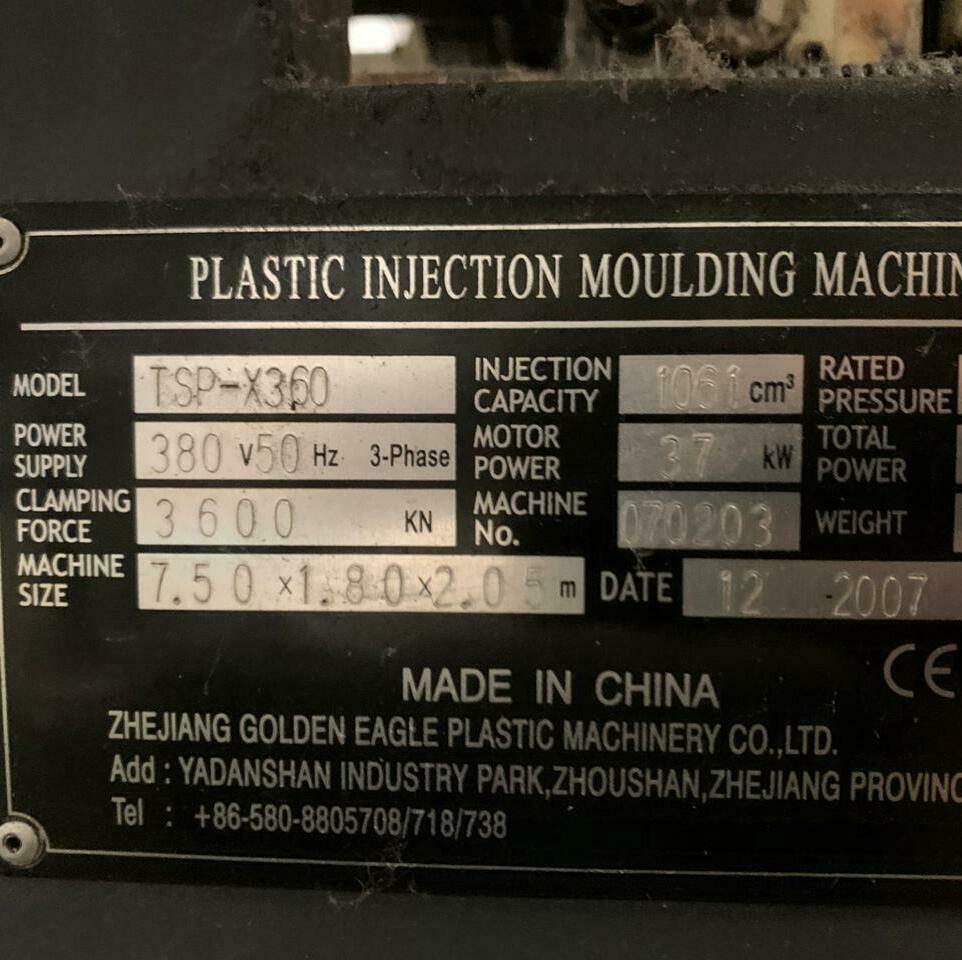 PLASTIC INJECTION MOULDING MACHIN
MODEL TSP-X360 INJECTION CAPACITY 1061 cm³ RATED PRESSURE
POWER SUPPLY 380 V 50 Hz 3-Phase MOTOR POWER 37 kW TOTAL POWER
CLAMPING FORCE 3600 KN MACHINE No. 070203 WEIGHT
MACHINE SIZE 7.50 ×1.80×2.05 m DATE 12 -2007
MADE IN CHINA CE
ZHEJIANG GOLDEN EAGLE PLASTIC MACHINERY CO.,LTD.
Add : YADANSHAN INDUSTRY PARK,ZHOUSHAN,ZHEJIANG PROVINC
Tel : +86-580-8805708/718/738